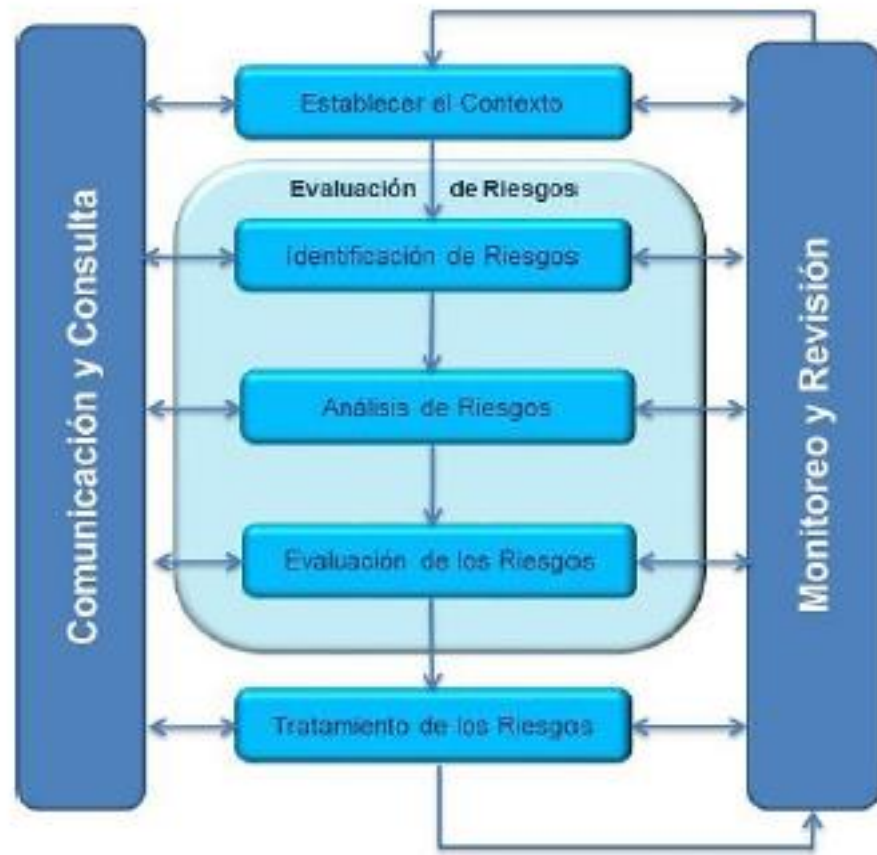 Establecer el Contexto
Evaluación de Riesgos
Identificación de Riesgos
Análisis de Riesgos
Evaluación de los Riesgos
Tratamiento de los Riesgos
Comunicación y Consulta
Monitoreo y Revisión